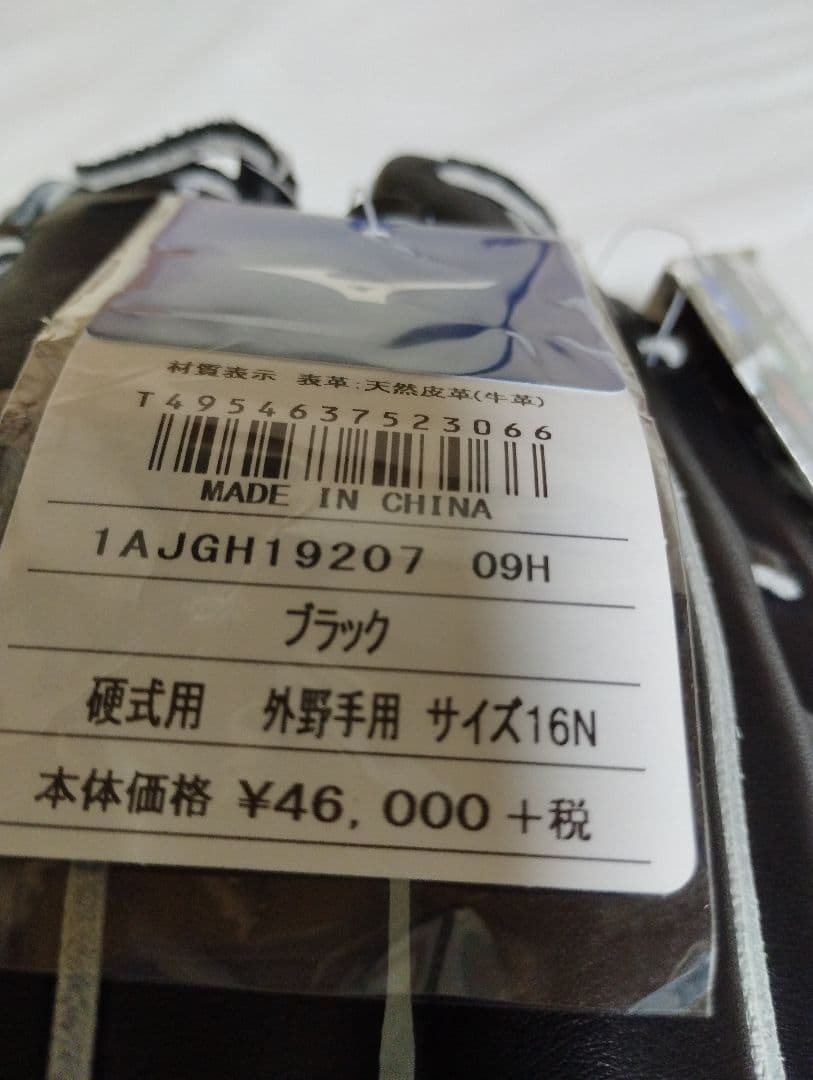 材質表示 表革:天然皮革(牛革)
T4954637523066
MADE IN CHINA
1AJGH19207 09H
ブラック
硬式用 外野手用 サイズ16N
本体価格 ¥46,000+税